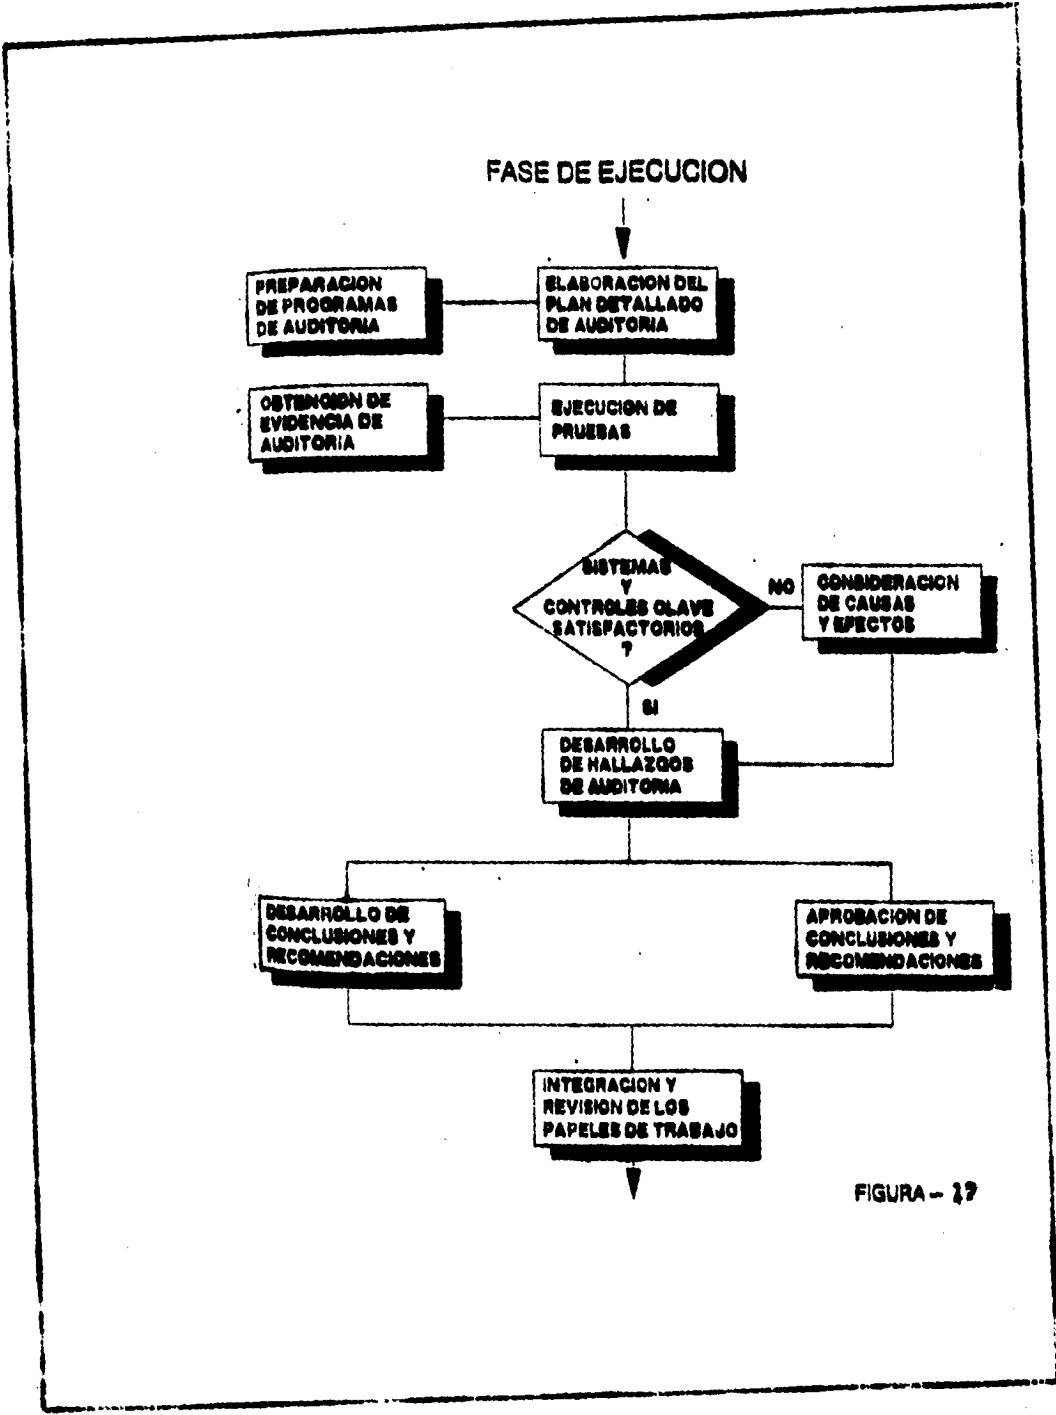 FASE DE EJECUCION
PREPARACION
DE PROGRAMAS
DE AUDITORIA
ELABORACION DEL
PLAN DETALLADO
DE AUDITORIA
OBTENCION DE
EVIDENCIA DE
AUDITORIA
EJECUCION DE
PRUEBAS
SISTEMAS
Y
CONTROLES CLAVE
SATISFACTORIOS
?
NO
CONSIDERACION
DE CAUSAS
Y EFECTOS
SI
DESARROLLO
DE HALLAZGOS
DE AUDITORIA
DESARROLLO DE
CONCLUSIONES Y
RECOMENDACIONES
APROBACION DE
CONCLUSIONES Y
RECOMENDACIONES
INTEGRACION Y
REVISION DE LOS
PAPELES DE TRABAJO
FIGURA –